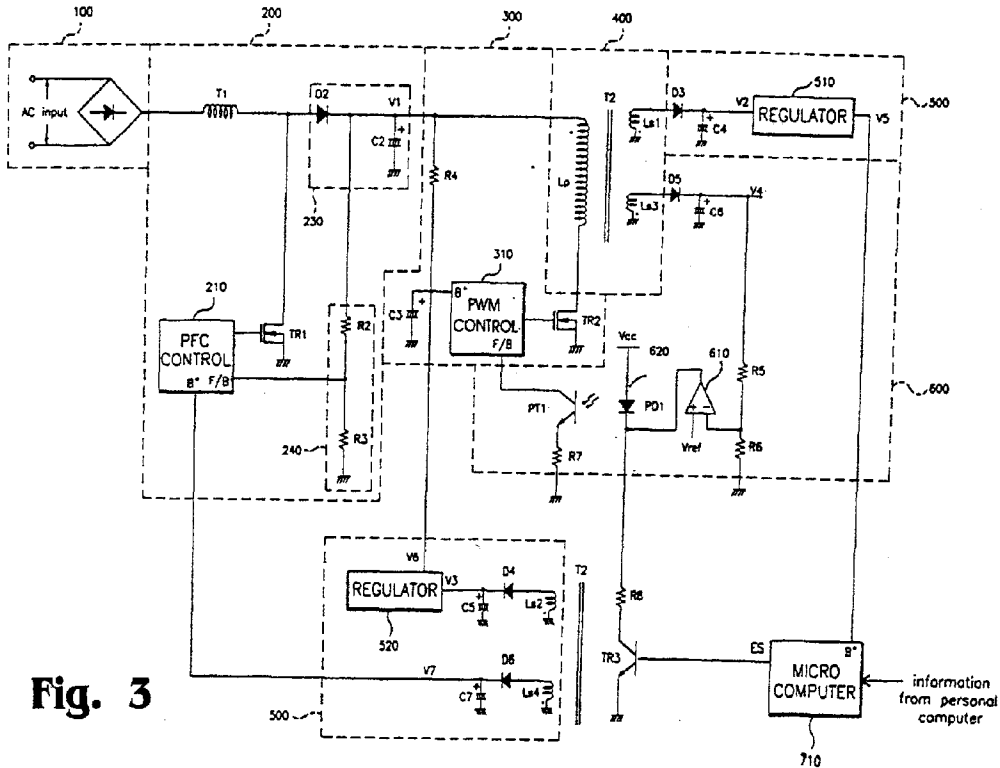 100
200
300
400
T1
D2
V1
T2
D3
V2
510
REGULATOR
V5
500
AC input
C2
Ls1
C4
R4
Lp
D5
V4
230
Ls3
C6
310
210
B+
PWM
CONTROL
F/B
C3
TR2
PFC
CONTROL
B+
F/B
TR1
R2
Vcc
620
610
R5
600
PT1
PD1
Vref
R6
240
R3
R7
V6
REGULATOR
520
V3
D4
C5
Ls2
T2
R8
TR3
ES
B+
MICRO
COMPUTER
710
information
from personal
computer
V7
D6
C7
Ls4
500
Fig. 3